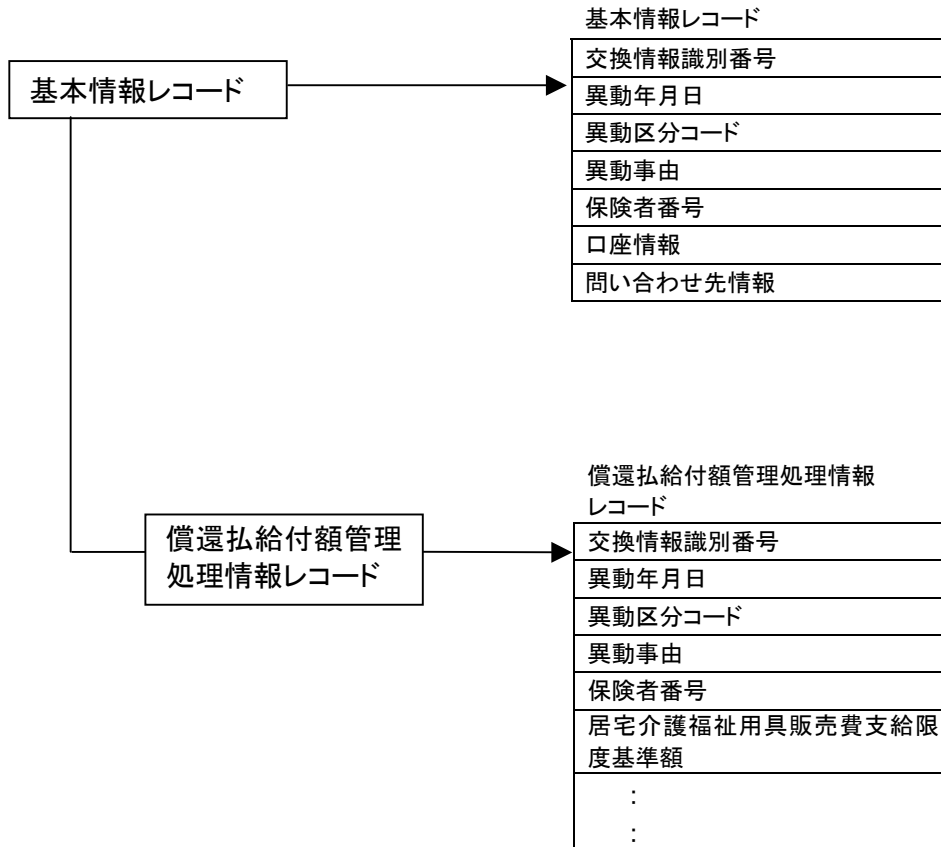 基本情報レコード
基本情報レコード
交換情報識別番号
異動年月日
異動区分コード
異動事由
保険者番号
口座情報
問い合わせ先情報
償還払給付額管理
処理情報レコード
償還払給付額管理処理情報
レコード
交換情報識別番号
異動年月日
異動区分コード
異動事由
保険者番号
居宅介護福祉用具販売費支給限
度基準額
:
: